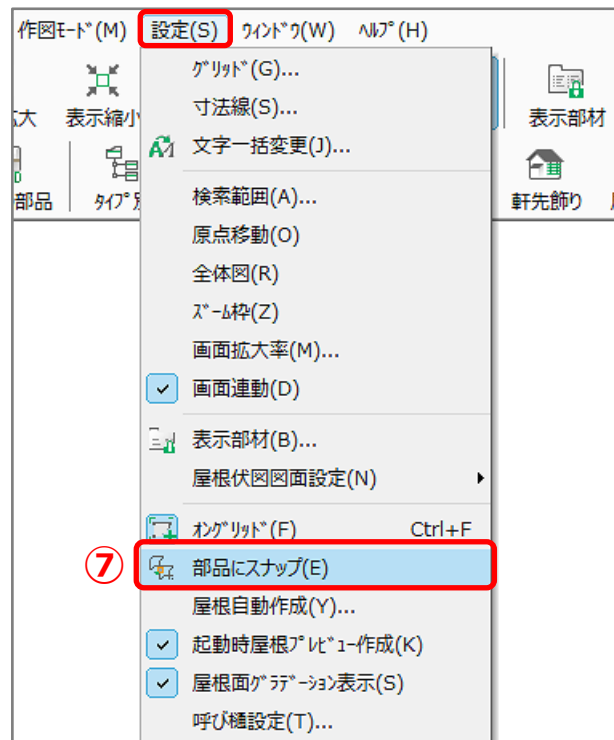 作図ﾓｰﾄﾞ(M) 設定(S) ｳｨﾝﾄﾞｳ(W) ﾍﾙﾌﾟ(H)
ｸﾞﾘｯﾄﾞ(G)...
寸法線(S)...
文字一括変更(J)...
検索範囲(A)...
原点移動(O)
全体図(R)
ｽﾞｰﾑ枠(Z)
画面拡大率(M)...
画面連動(D)
表示部材(B)...
屋根伏図図面設定(N)
ｵﾝｸﾞﾘｯﾄﾞ(F) Ctrl+F
⑦ 部品にスナップ(E)
屋根自動作成(Y)...
起動時屋根ﾌﾟﾚﾋﾞｭｰ作成(K)
屋根面ｸﾞﾗﾃﾞｰｼｮﾝ表示(S)
呼び樋設定(T)...
拡大 表示縮小 表示部材
部品 ﾀｲﾌﾟ別 軒先飾り